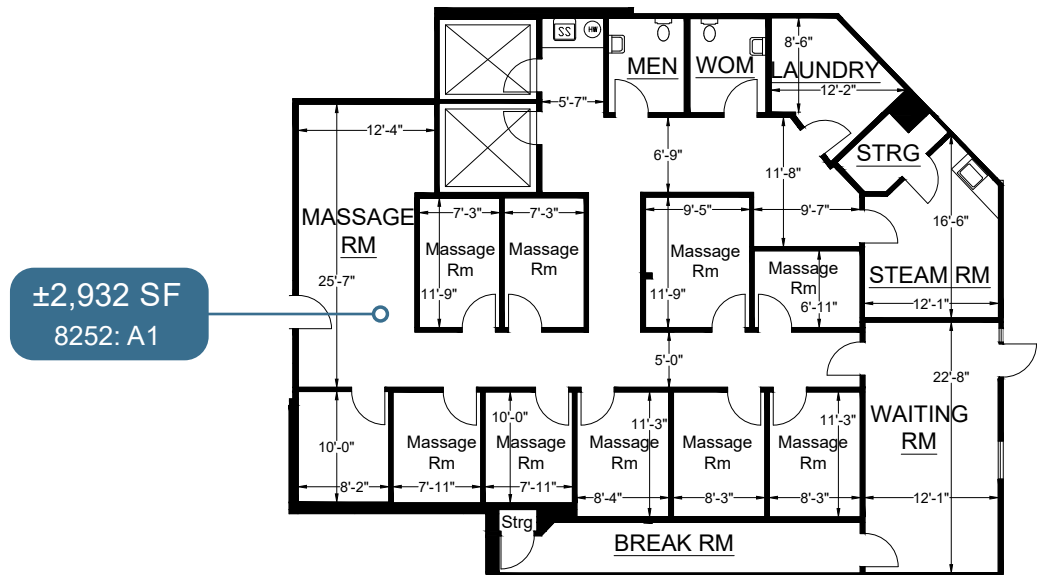 SS
HW
MEN
WOM
8'-6"
LAUNDRY
12'-2"
5'-7"
12'-4"
6'-9"
11'-8"
STRG
MASSAGE
RM
7'-3"
7'-3"
9'-5"
9'-7"
16'-6"
Massage
Rm
Massage
Rm
Massage
Rm
Massage
Rm
STEAM RM
25'-7"
11'-9"
11'-9"
6'-11"
12'-1"
±2,932 SF
8252: A1
5'-0"
22'-8"
WAITING
RM
10'-0"
10'-0"
11'-3"
11'-3"
Massage
Rm
Massage
Rm
Massage
Rm
Massage
Rm
Massage
Rm
8'-2"
7'-11"
7'-11"
8'-4"
8'-3"
8'-3"
12'-1"
Strg
BREAK RM